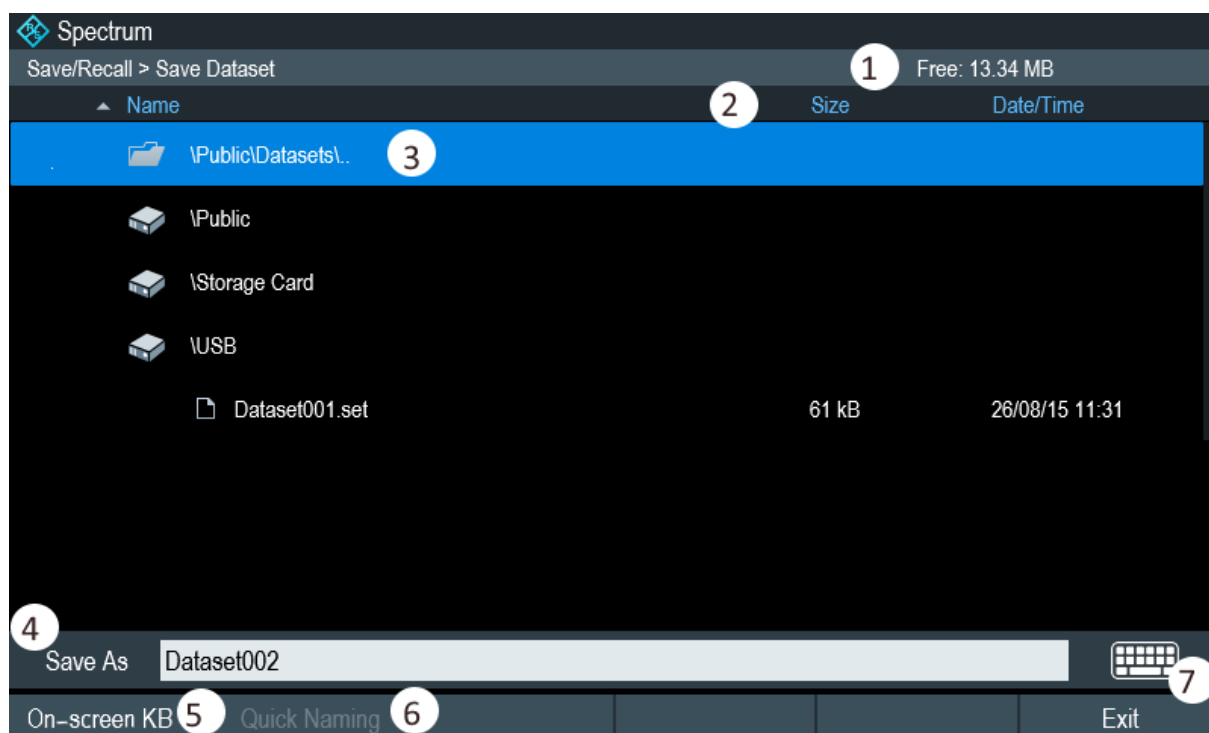 Spectrum
Save/Recall > Save Dataset 1 Free: 13.34 MB
Name 2 Size Date/Time
\Public\Datasets\.. 3
\Public
\Storage Card
\USB
Dataset001.set 61 kB 26/08/15 11:31
4
Save As Dataset002
7
On-screen KB 5 Quick Naming 6 Exit